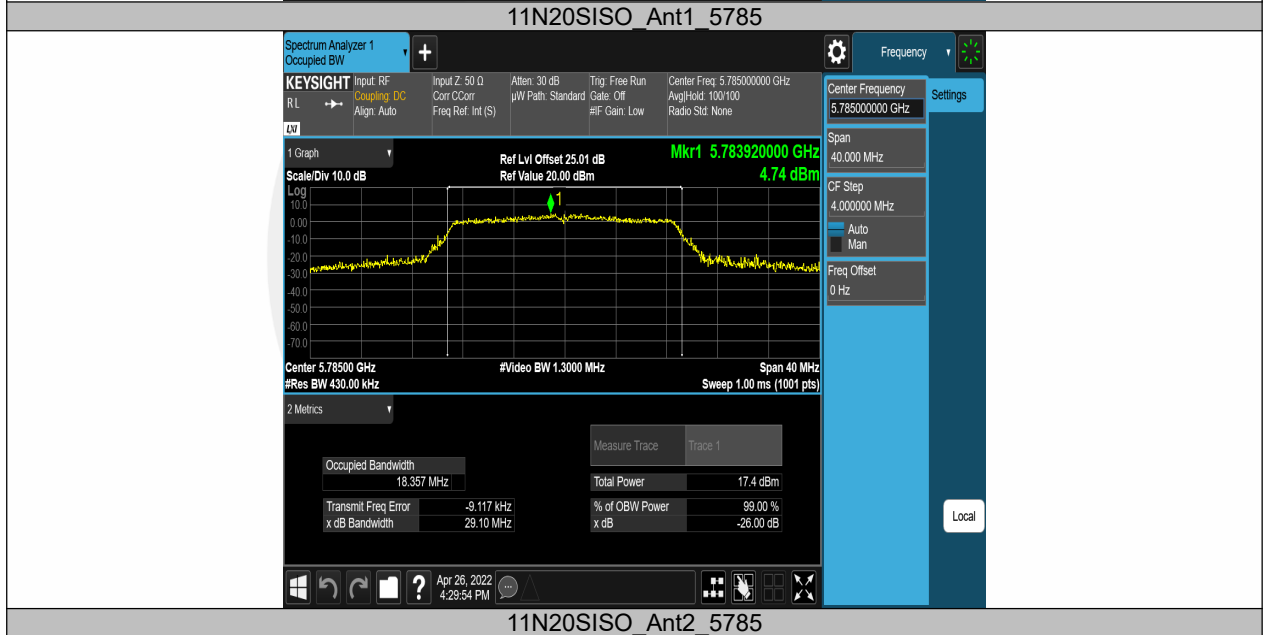 11N20SISO_Ant1_5785
Spectrum Analyzer 1
Occupied BW
+
Frequency
KEYSIGHT
RL
LXI
Input: RF
Coupling: DC
Align: Auto
Input Z: 50 Ω
Corr CCorr
Freq Ref: Int (S)
Atten: 30 dB
µW Path: Standard
Trig: Free Run
Gate: Off
#IF Gain: Low
Center Freq: 5.785000000 GHz
Avg|Hold: 100/100
Radio Std: None
Center Frequency
5.785000000 GHz
Settings
Span
40.000 MHz
CF Step
4.000000 MHz
Auto
Man
Freq Offset
0 Hz
Local
1 Graph
Scale/Div 10.0 dB
Ref Lvl Offset 25.01 dB
Ref Value 20.00 dBm
Mkr1 5.783920000 GHz
4.74 dBm
Log
10.0
0.00
-10.0
-20.0
-30.0
-40.0
-50.0
-60.0
-70.0
1
Center 5.78500 GHz
#Video BW 1.3000 MHz
Span 40 MHz
#Res BW 430.00 kHz
Sweep 1.00 ms (1001 pts)
2 Metrics
Measure Trace
Trace 1
Occupied Bandwidth
18.357 MHz
Total Power
17.4 dBm
Transmit Freq Error
-9.117 kHz
% of OBW Power
99.00 %
x dB Bandwidth
29.10 MHz
x dB
-26.00 dB
?
Apr 26, 2022
4:29:54 PM
11N20SISO_Ant2_5785